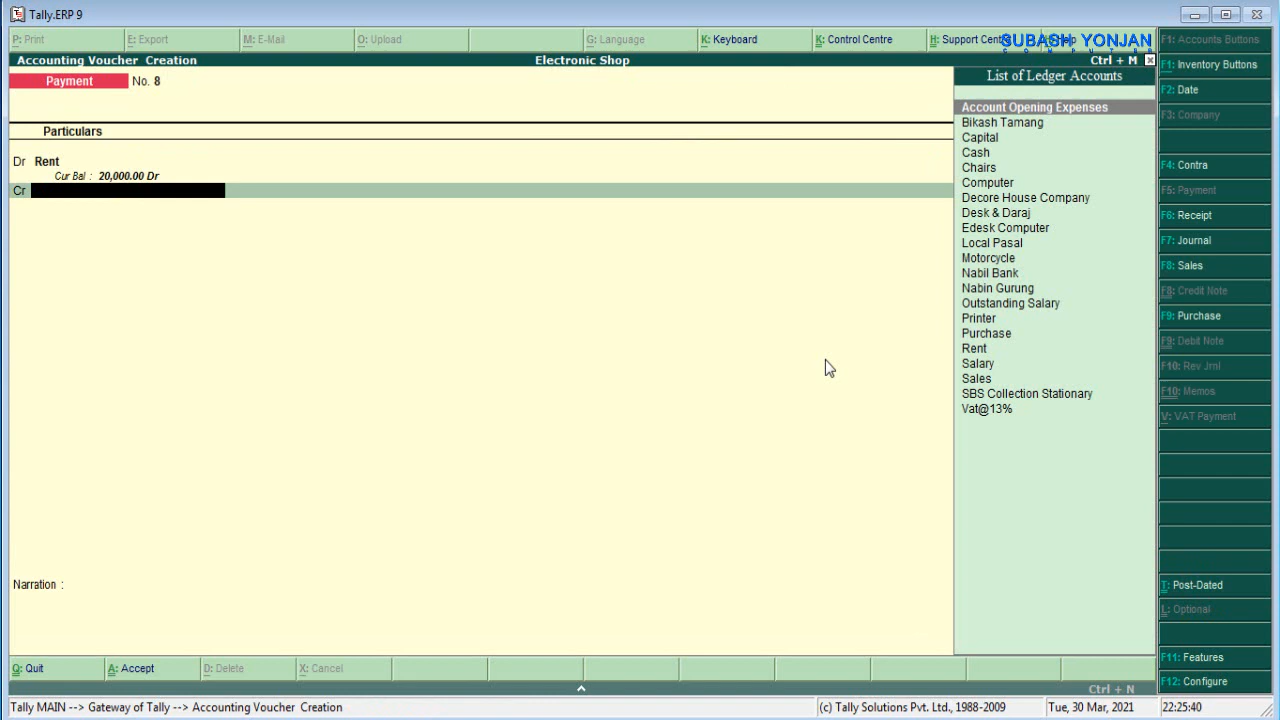 Tally.ERP 9
P: Print
E: Export
M: E-Mail
O: Upload
G: Language
K: Keyboard
K: Control Centre
H: Support Cent
SUBASH YONJAN
Accounting Voucher Creation
Electronic Shop
Ctrl + M
Payment
No. 8
Particulars
Dr Rent
Cur Bal : 20,000.00 Dr
Cr
Narration :
List of Ledger Accounts
Account Opening Expenses
Bikash Tamang
Capital
Cash
Chairs
Computer
Decore House Company
Desk & Daraj
Edesk Computer
Local Pasal
Motorcycle
Nabil Bank
Nabin Gurung
Outstanding Salary
Printer
Purchase
Rent
Salary
Sales
SBS Collection Stationary
Vat@13%
F1: Accounts Buttons
F1: Inventory Buttons
F2: Date
F3: Company
F4: Contra
F5: Payment
F6: Receipt
F7: Journal
F8: Sales
F8: Credit Note
F9: Purchase
F9: Debit Note
F10: Rev Jrnl
F10: Memos
V: VAT Payment
T: Post-Dated
L: Optional
F11: Features
F12: Configure
Q: Quit
A: Accept
D: Delete
X: Cancel
Ctrl + N
Tally MAIN --> Gateway of Tally --> Accounting Voucher Creation
(c) Tally Solutions Pvt. Ltd., 1988-2009
Tue, 30 Mar, 2021
22:25:40